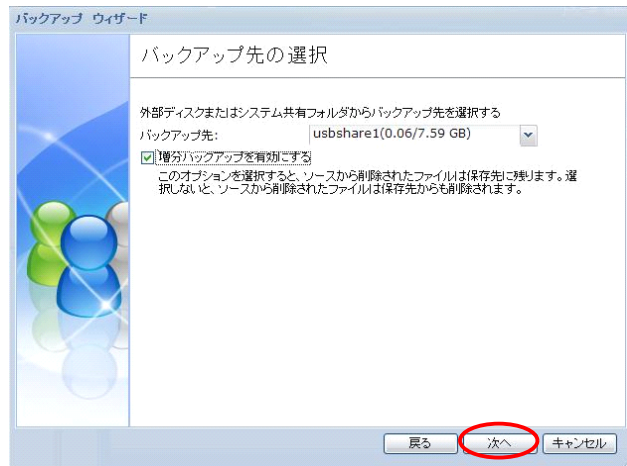 バックアップ ウィザード
バックアップ先の選択
外部ディスクまたはシステム共有フォルダからバックアップ先を選択する
バックアップ先: usbshare1(0.06/7.59 GB)
増分バックアップを有効にする
このオプションを選択すると、ソースから削除されたファイルは保存先に残ります。選
択しないと、ソースから削除されたファイルは保存先からも削除されます。
戻る 次へ キャンセル